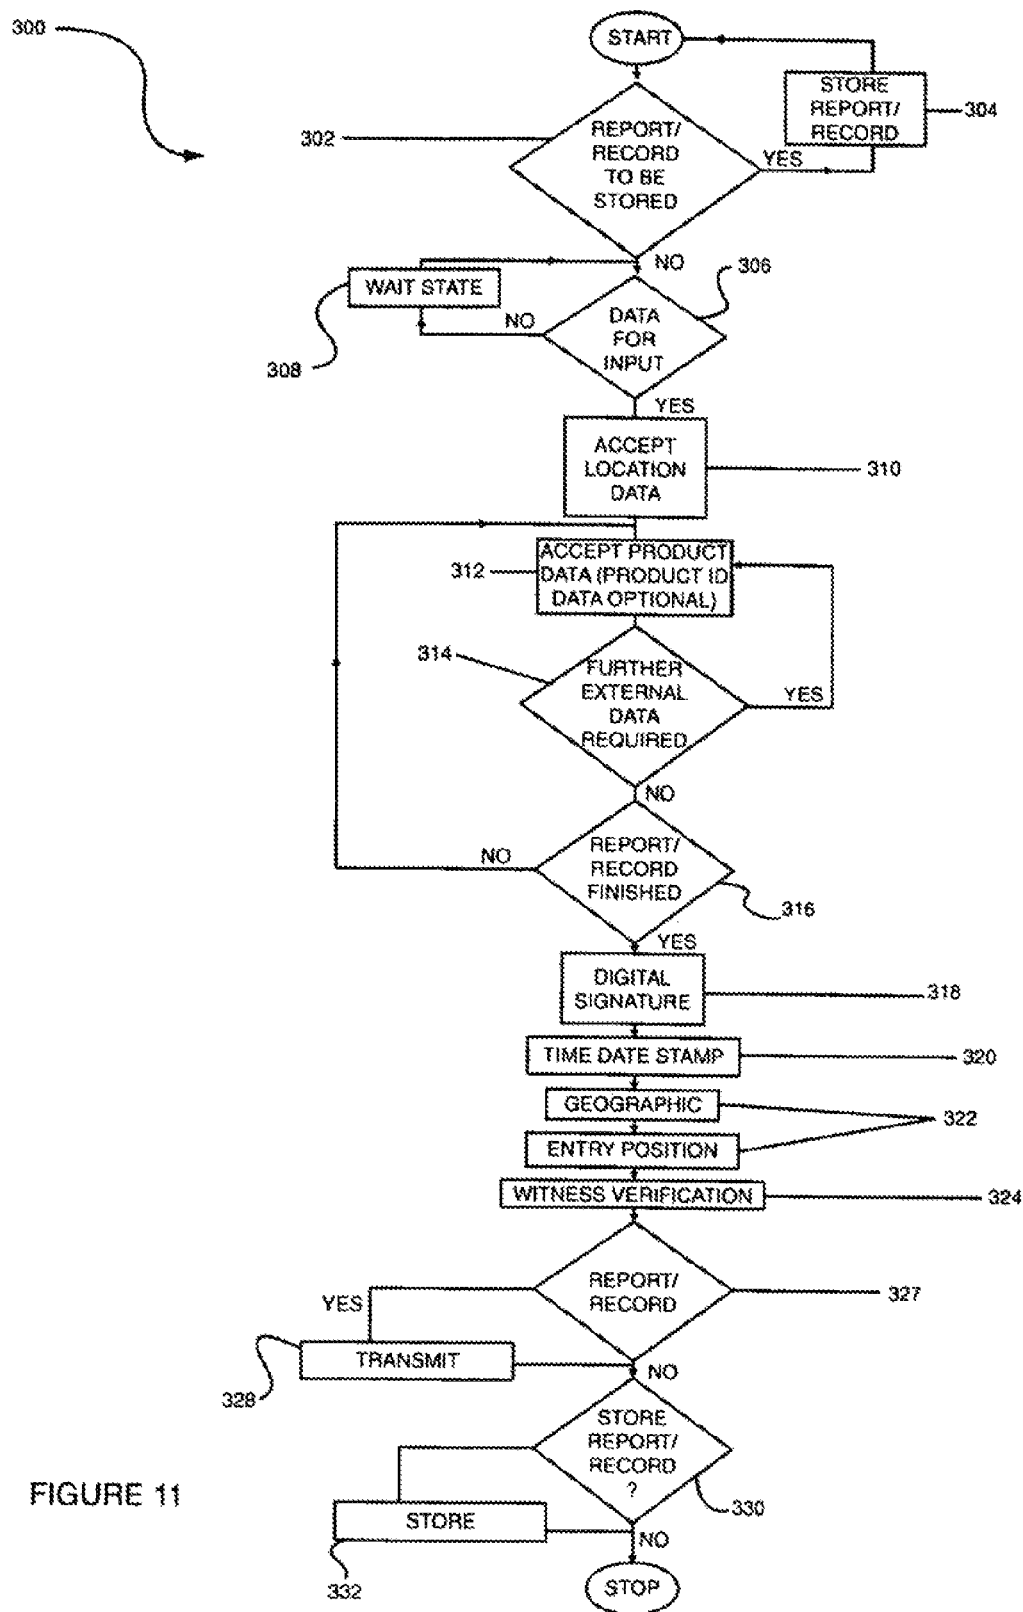 300
START
STORE
REPORT/
RECORD
304
302
REPORT/
RECORD
TO BE
STORED
YES
NO
WAIT STATE
308
NO
306
DATA
FOR
INPUT
YES
ACCEPT
LOCATION
DATA
310
312
ACCEPT PRODUCT
DATA (PRODUCT ID
DATA OPTIONAL)
314
FURTHER
EXTERNAL
DATA
REQUIRED
YES
NO
NO
REPORT/
RECORD
FINISHED
316
YES
DIGITAL
SIGNATURE
318
TIME DATE STAMP
320
GEOGRAPHIC
322
ENTRY POSITION
WITNESS VERIFICATION
324
REPORT/
RECORD
327
YES
TRANSMIT
328
NO
STORE
REPORT/
RECORD
?
330
STORE
332
NO
STOP
FIGURE 11